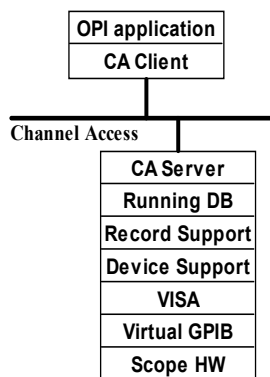 OPI application
CA Client
Channel Access
CA Server
Running DB
Record Support
Device Support
VISA
Virtual GPIB
Scope HW